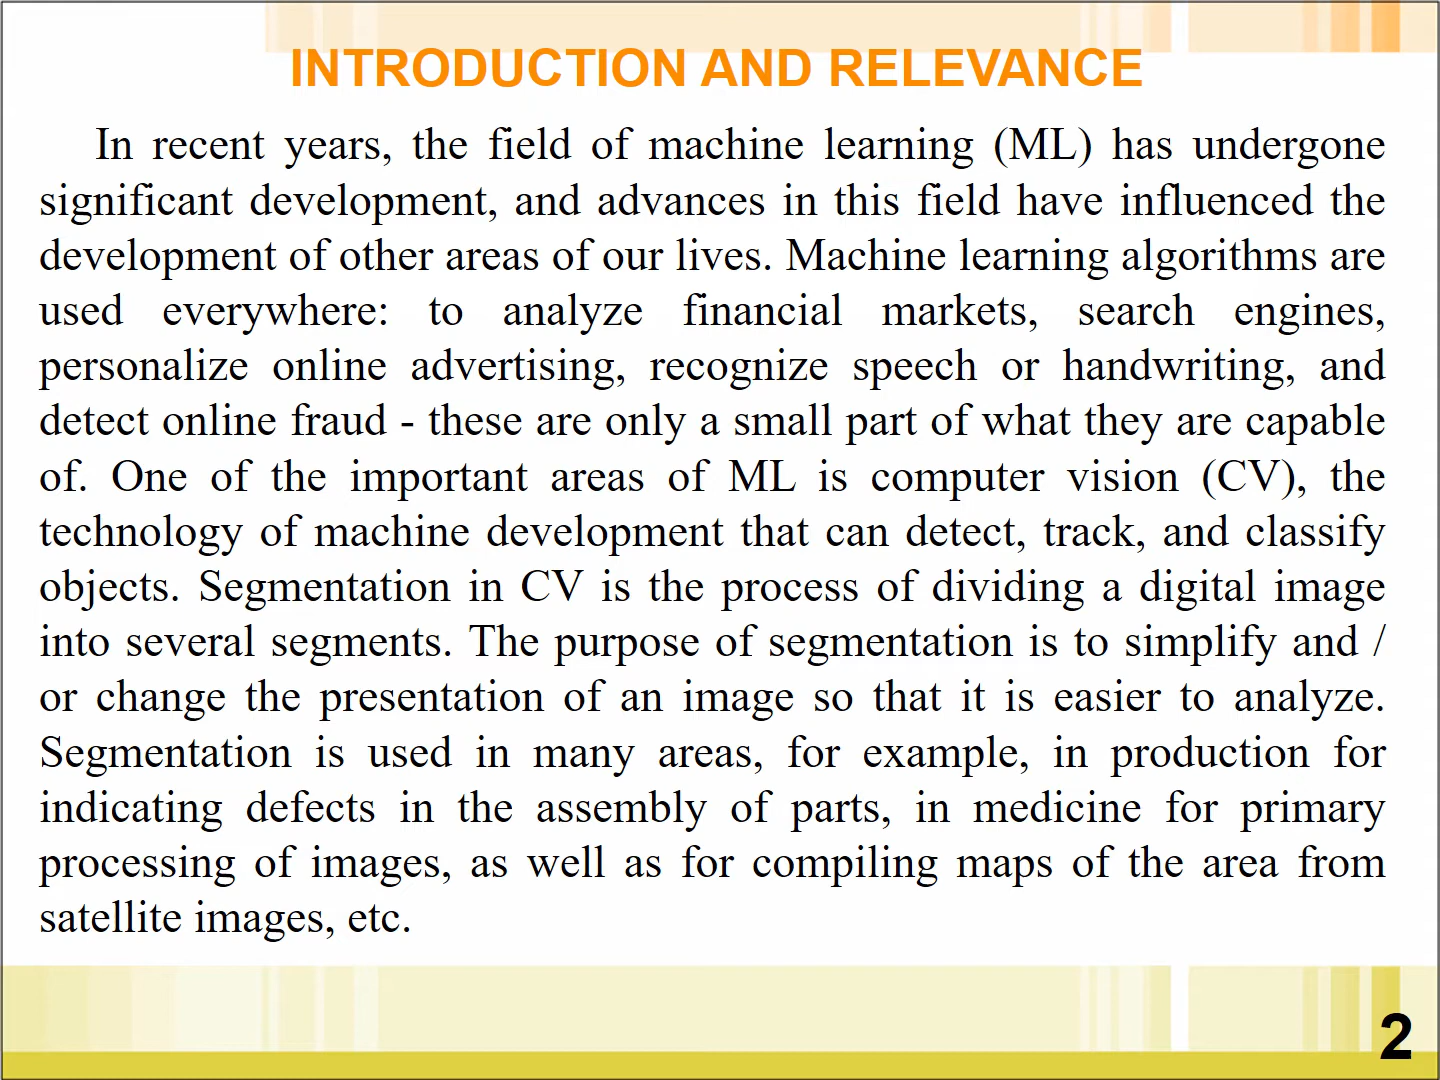 INTRODUCTION AND RELEVANCE
In recent years, the field of machine learning (ML) has undergone
significant development, and advances in this field have influenced the
development of other areas of our lives. Machine learning algorithms are
used everywhere: to analyze financial markets, search engines,
personalize online advertising, recognize speech or handwriting, and
detect online fraud - these are only a small part of what they are capable
of. One of the important areas of ML is computer vision (CV), the
technology of machine development that can detect, track, and classify
objects. Segmentation in CV is the process of dividing a digital image
into several segments. The purpose of segmentation is to simplify and /
or change the presentation of an image so that it is easier to analyze.
Segmentation is used in many areas, for example, in production for
indicating defects in the assembly of parts, in medicine for primary
processing of images, as well as for compiling maps of the area from
satellite images, etc.
2